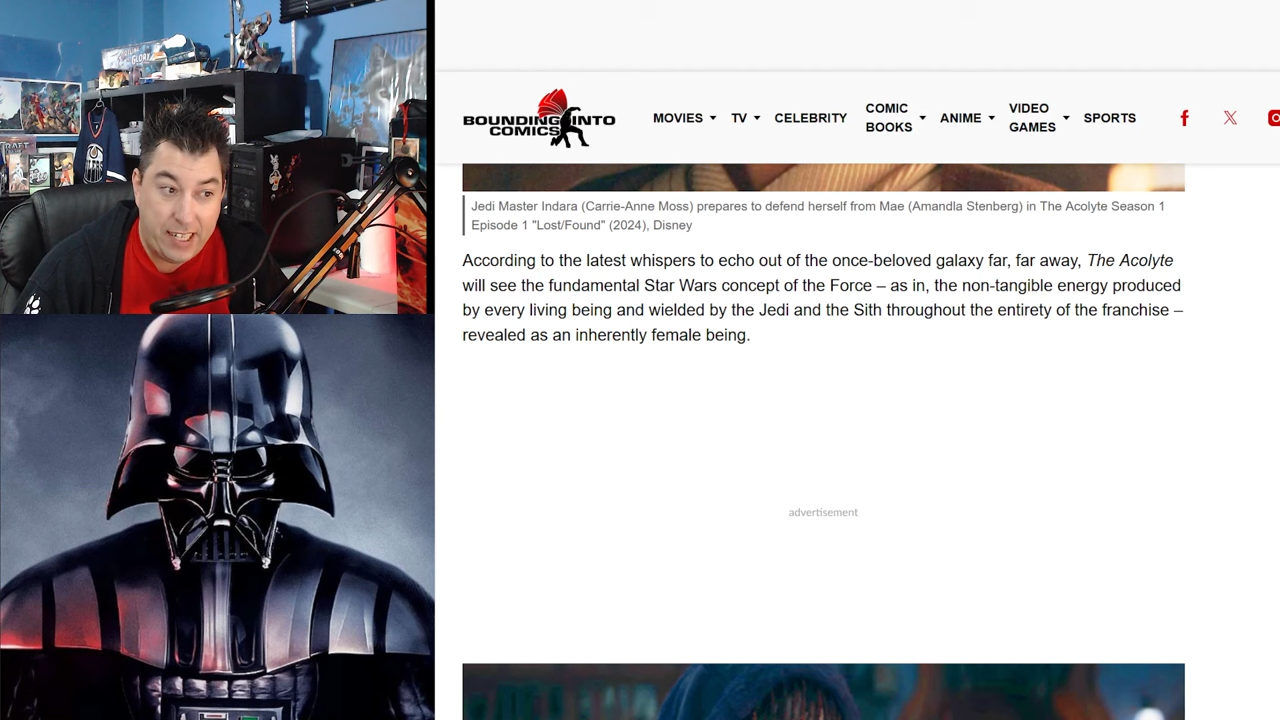 BOUNDING INTO
COMICS
MOVIES
TV
CELEBRITY
COMIC
BOOKS
ANIME
VIDEO
GAMES
SPORTS
Jedi Master Indara (Carrie-Anne Moss) prepares to defend herself from Mae (Amandla Stenberg) in The Acolyte Season 1
Episode 1 "Lost/Found" (2024), Disney
According to the latest whispers to echo out of the once-beloved galaxy far, far away, The Acolyte
will see the fundamental Star Wars concept of the Force – as in, the non-tangible energy produced
by every living being and wielded by the Jedi and the Sith throughout the entirety of the franchise –
revealed as an inherently female being.
advertisement